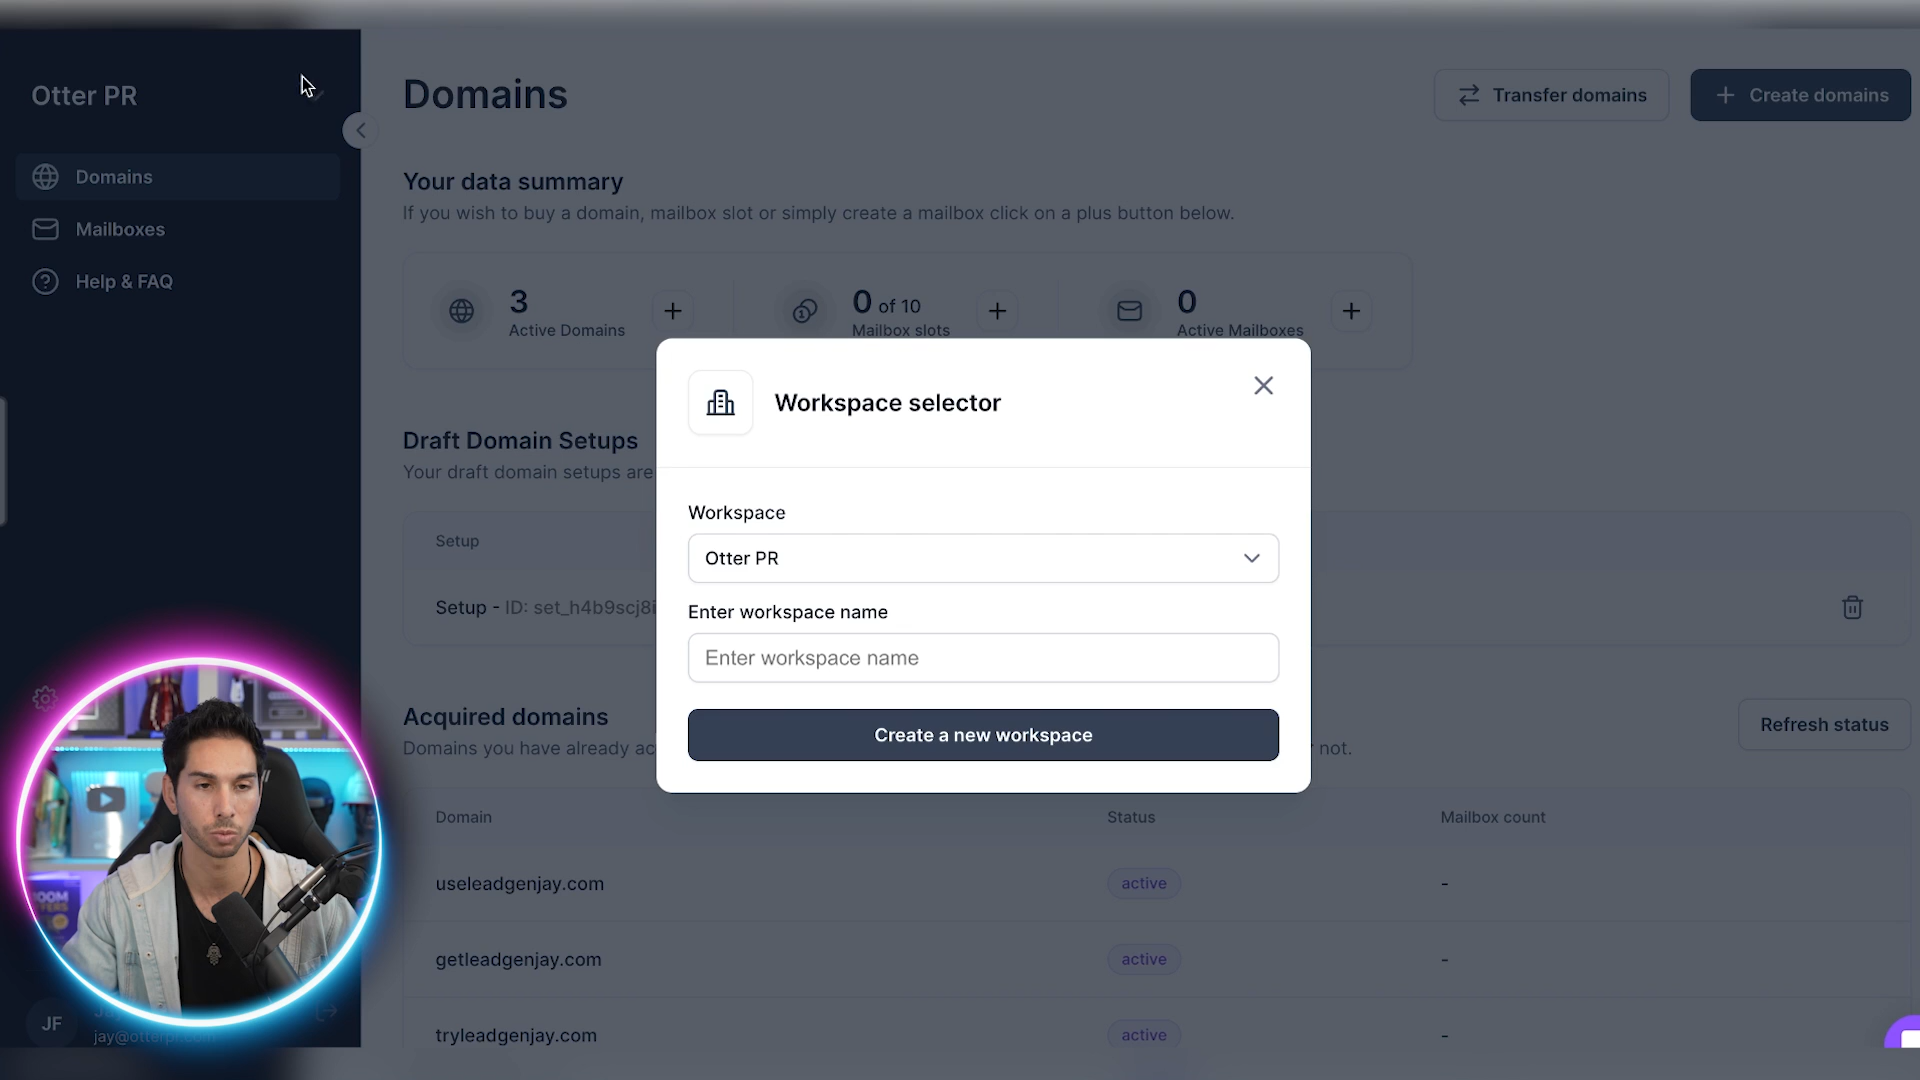 Otter PR
Domains
Transfer domains
Create domains
Domains
Mailboxes
Help & FAQ
Your data summary
If you wish to buy a domain, mailbox slot or simply create a mailbox click on a plus button below.
3
Active Domains
0 of 10
Mailbox slots
0
Active Mailboxes
Workspace selector
Draft Domain Setups
Your draft domain setups are
Workspace
Setup
Otter PR
Setup - ID: set_h4b9scj8i
Enter workspace name
Enter workspace name
Acquired domains
Refresh status
Create a new workspace
Domains you have already ac
not.
Domain
Status
Mailbox count
useleadgenjay.com
active
-
getleadgenjay.com
active
-
JF
tryleadgenjay.com
active
-